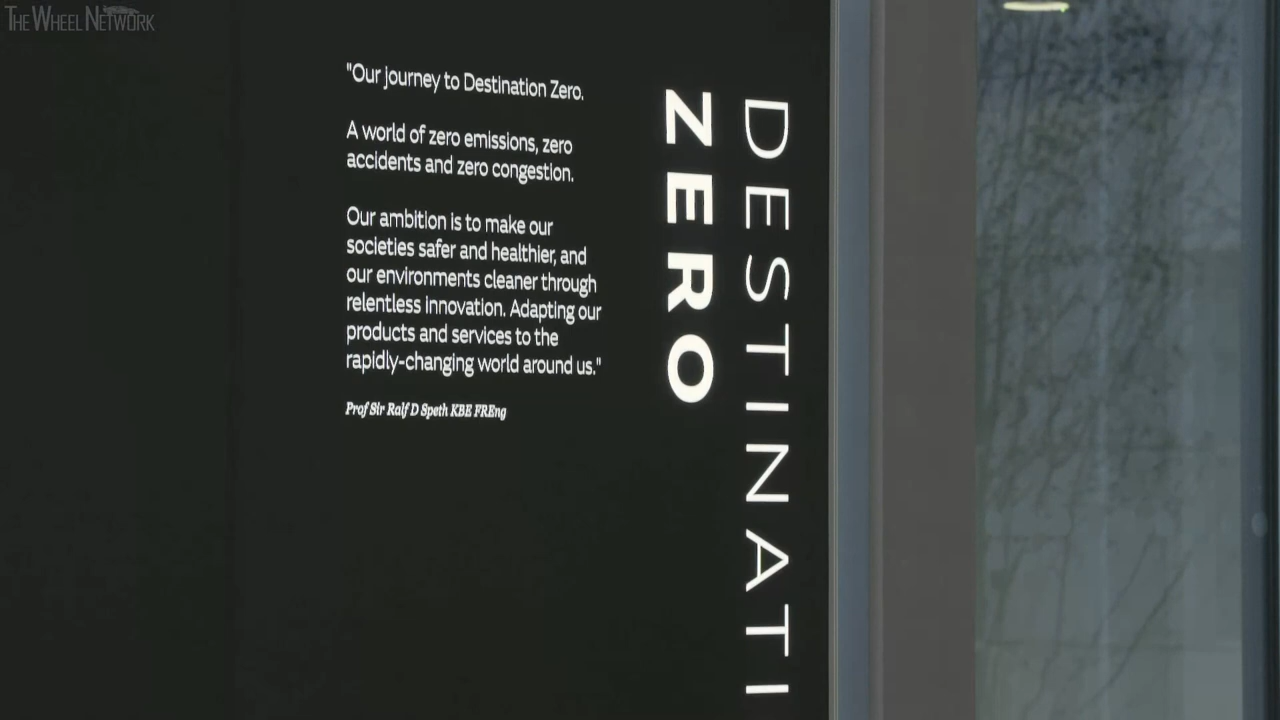 THE WHEEL NETWORK
"Our journey to Destination Zero.
A world of zero emissions, zero
accidents and zero congestion.
Our ambition is to make our
societies safer and healthier, and
our environments cleaner through
relentless innovation. Adapting our
products and services to the
rapidly-changing world around us."
Prof Sir Ralf D Speth KBE FREng
DESTINATI
ZERO